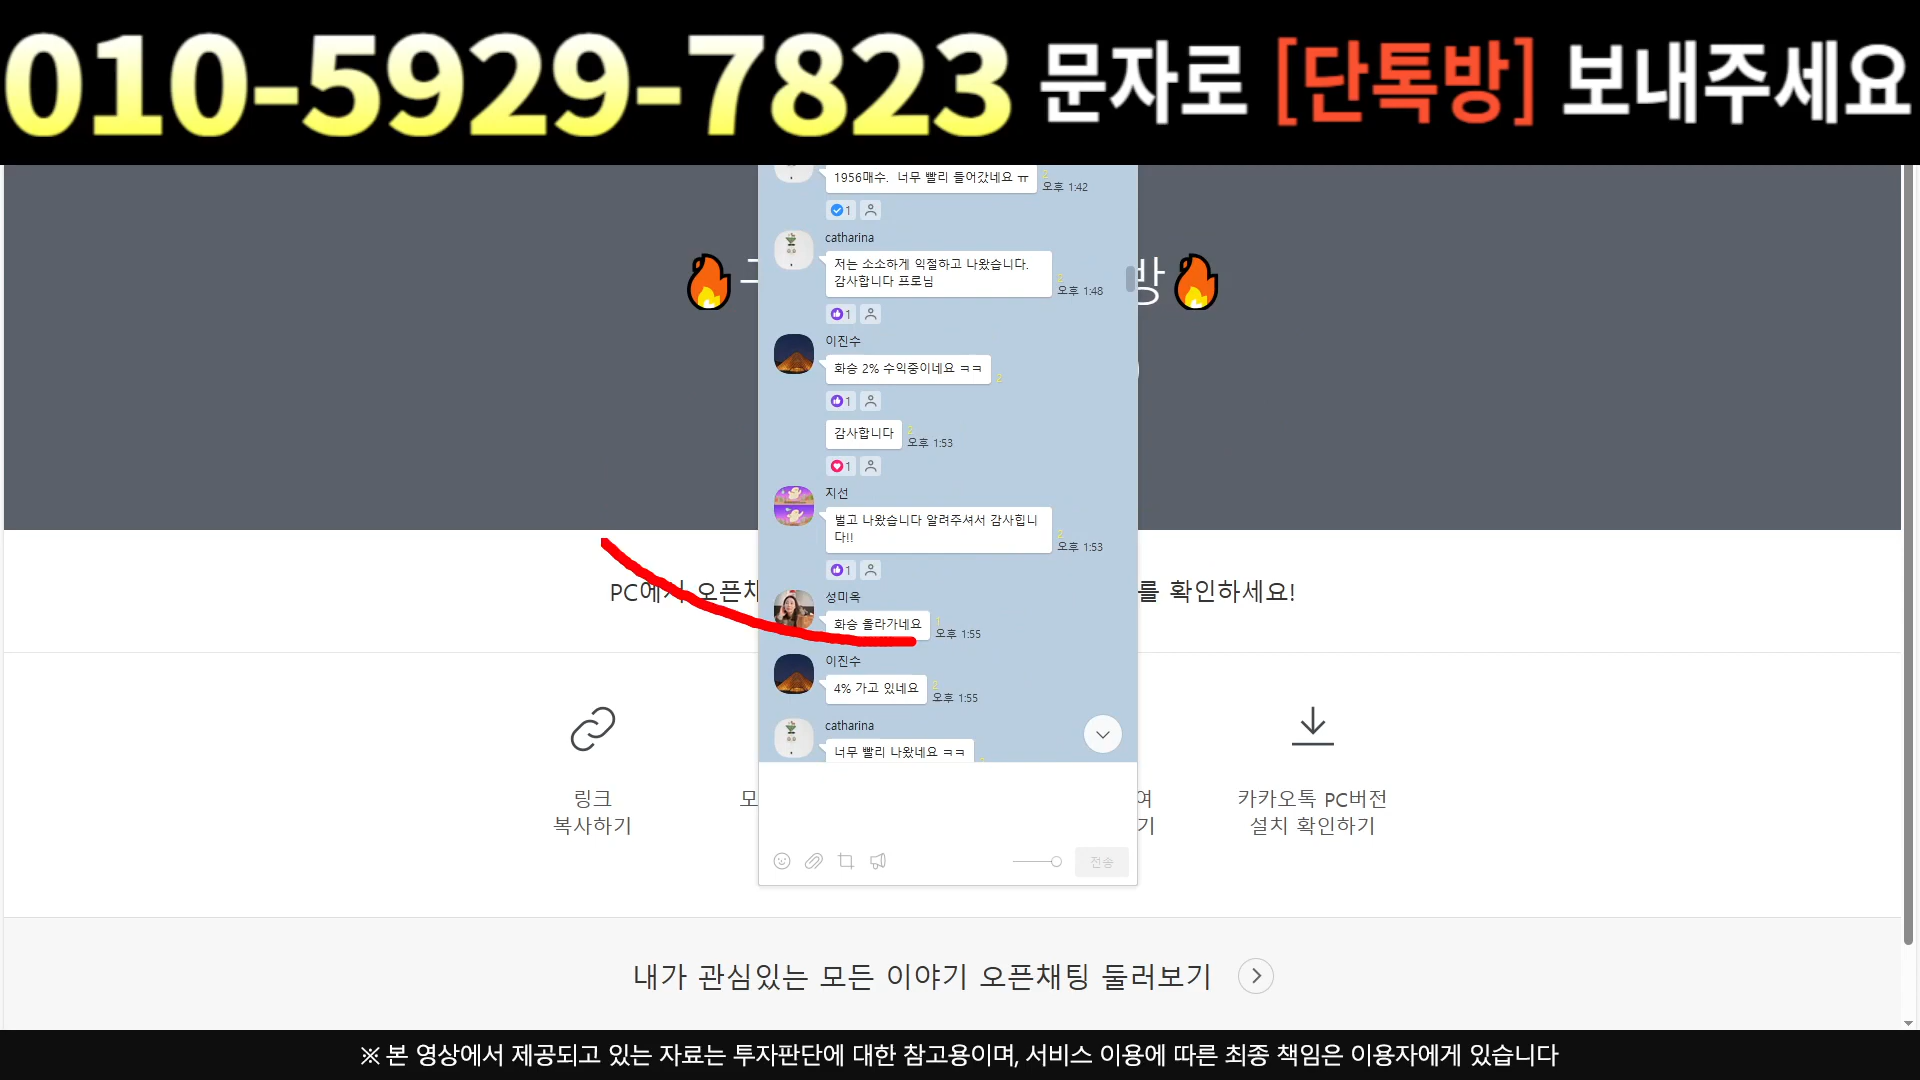 010-5929-7823 문자로 [단톡방] 보내주세요
1956매수. 너무 빨리 들어갔네요 ㅠ
2
오후 1:42
1
catharina
저는 소소하게 익절하고 나왔습니다.
감사합니다 프로님
2
오후 1:48
1
방
이진수
화승 2% 수익중이네요 ㅋㅋ
2
1
감사합니다
2
오후 1:53
1
지선
벌고 나왔습니다 알려주셔서 감사힙니
다!!
2
오후 1:53
1
PC에서 오픈채
를 확인하세요!
성미옥
화승 올라가네요
오후 1:55
이진수
4% 가고 있네요
2
오후 1:55
catharina
너무 빨리 나왔네요 ㅋㅋ
링크
복사하기
모
여
기
카카오톡 PC버전
설치 확인하기
전송
내가 관심있는 모든 이야기 오픈채팅 둘러보기
※ 본 영상에서 제공되고 있는 자료는 투자판단에 대한 참고용이며, 서비스 이용에 따른 최종 책임은 이용자에게 있습니다